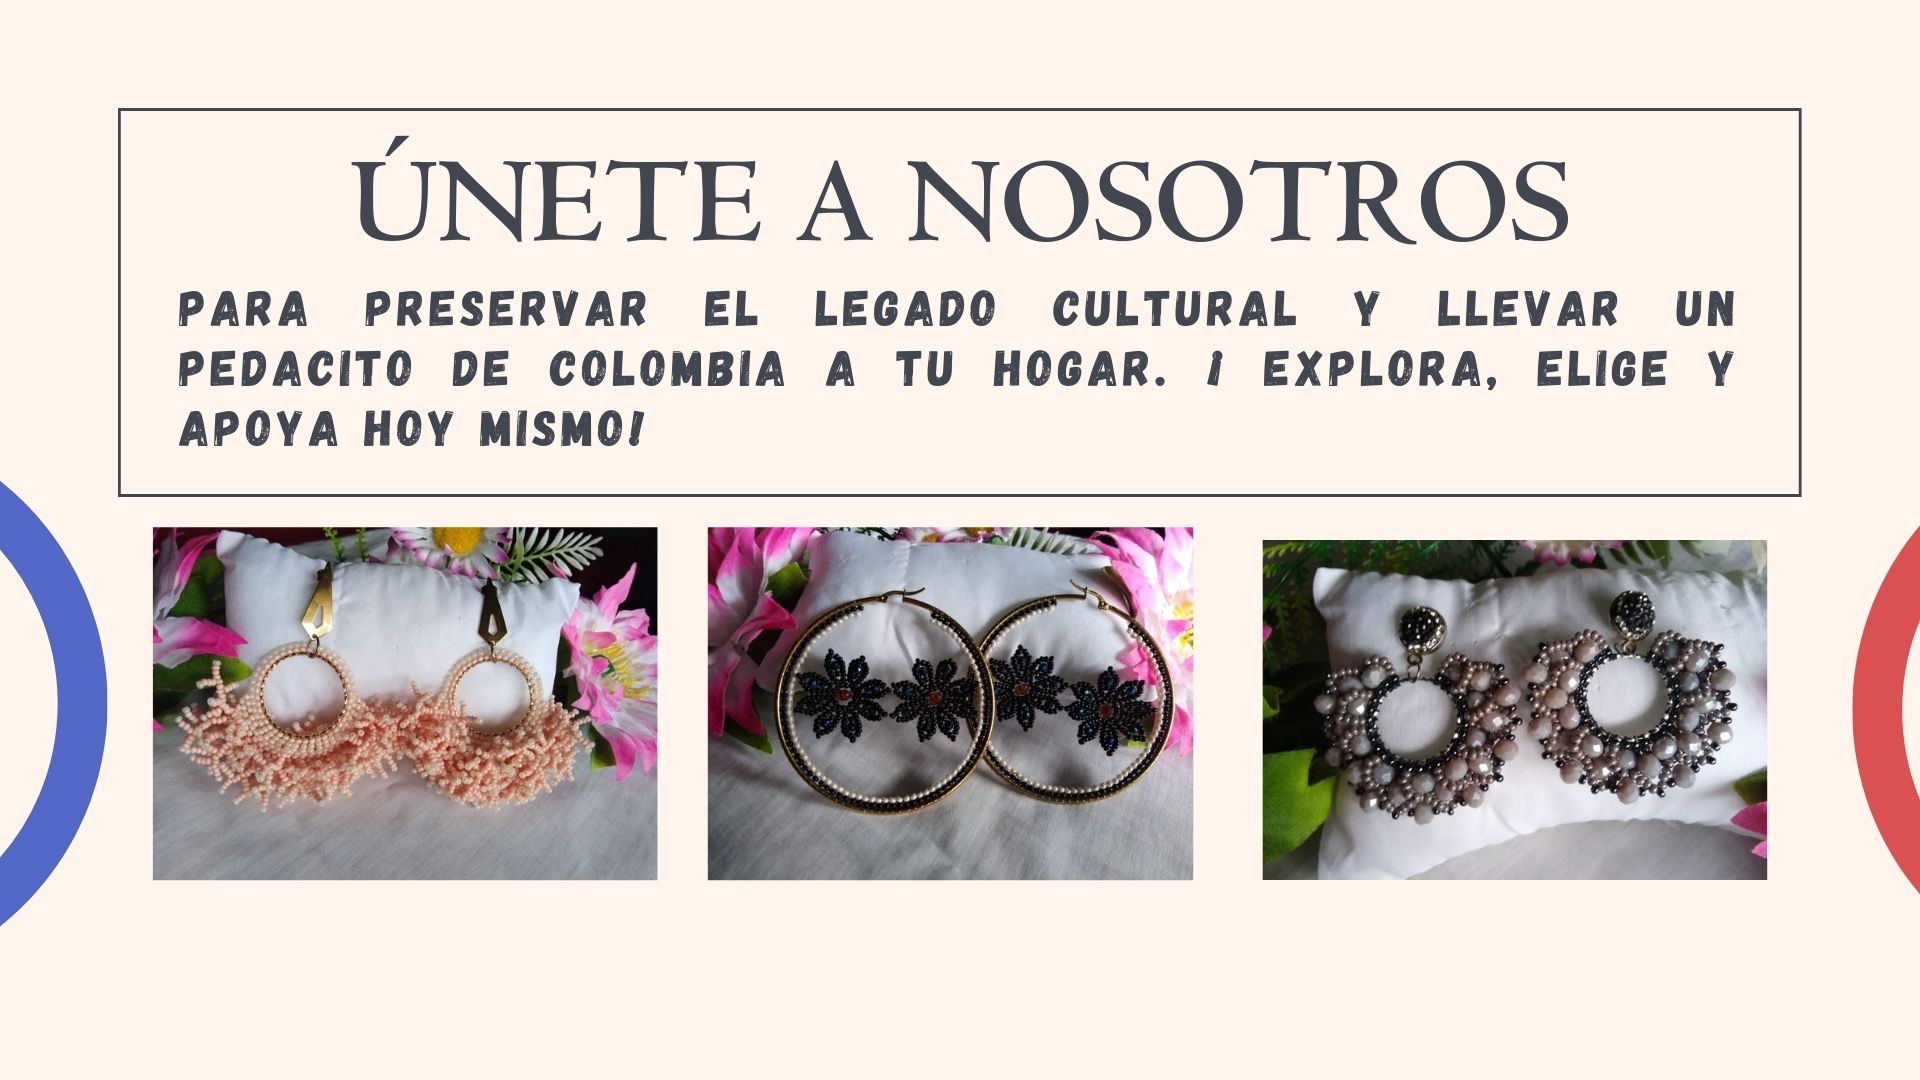 ÚNETE A NOSOTROS
PARA PRESERVAR EL LEGADO CULTURAL Y LLEVAR UN
PEDACITO DE COLOMBIA A TU HOGAR. ¡ EXPLORA, ELIGE Y
APOYA HOY MISMO!